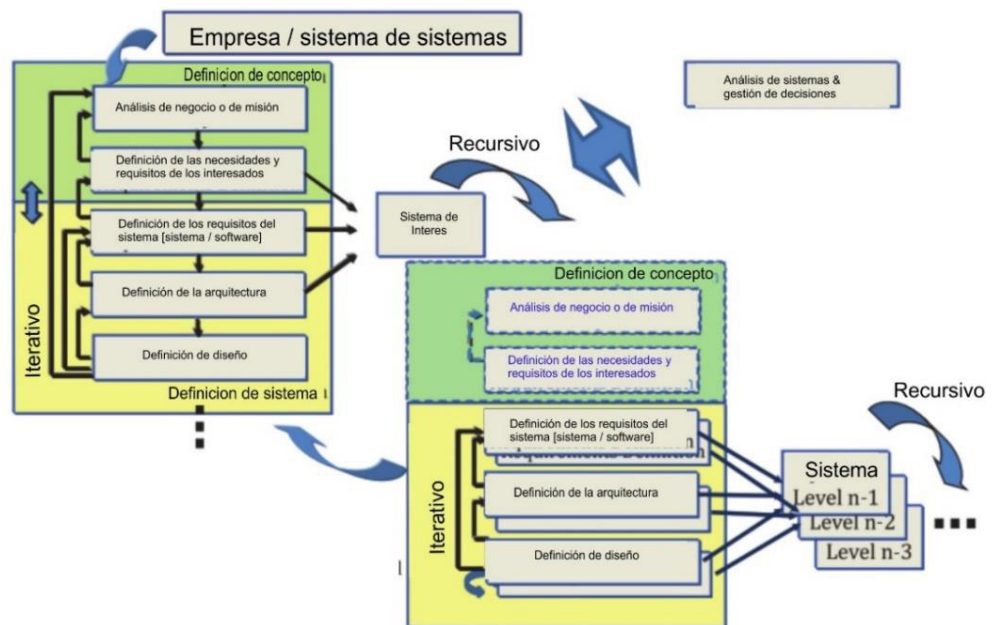 Empresa / sistema de sistemas
Definicion de concepto
Análisis de negocio o de misión
Definición de las necesidades y
requisitos de los interesados
Definición de los requisitos del
sistema [sistema / software]
Definición de la arquitectura
Definición de diseño
Definicion de sistema
Iterativo
Análisis de sistemas &
gestión de decisiones
Recursivo
Sistema de
Interes
Definicion de concepto
Análisis de negocio o de misión
Definición de las necesidades y
requisitos de los interesados
Definición de los requisitos del
sistema [sistema / software]
Definición de la arquitectura
Definición de diseño
Iterativo
Recursivo
Sistema
Level n-1
Level n-2
Level n-3